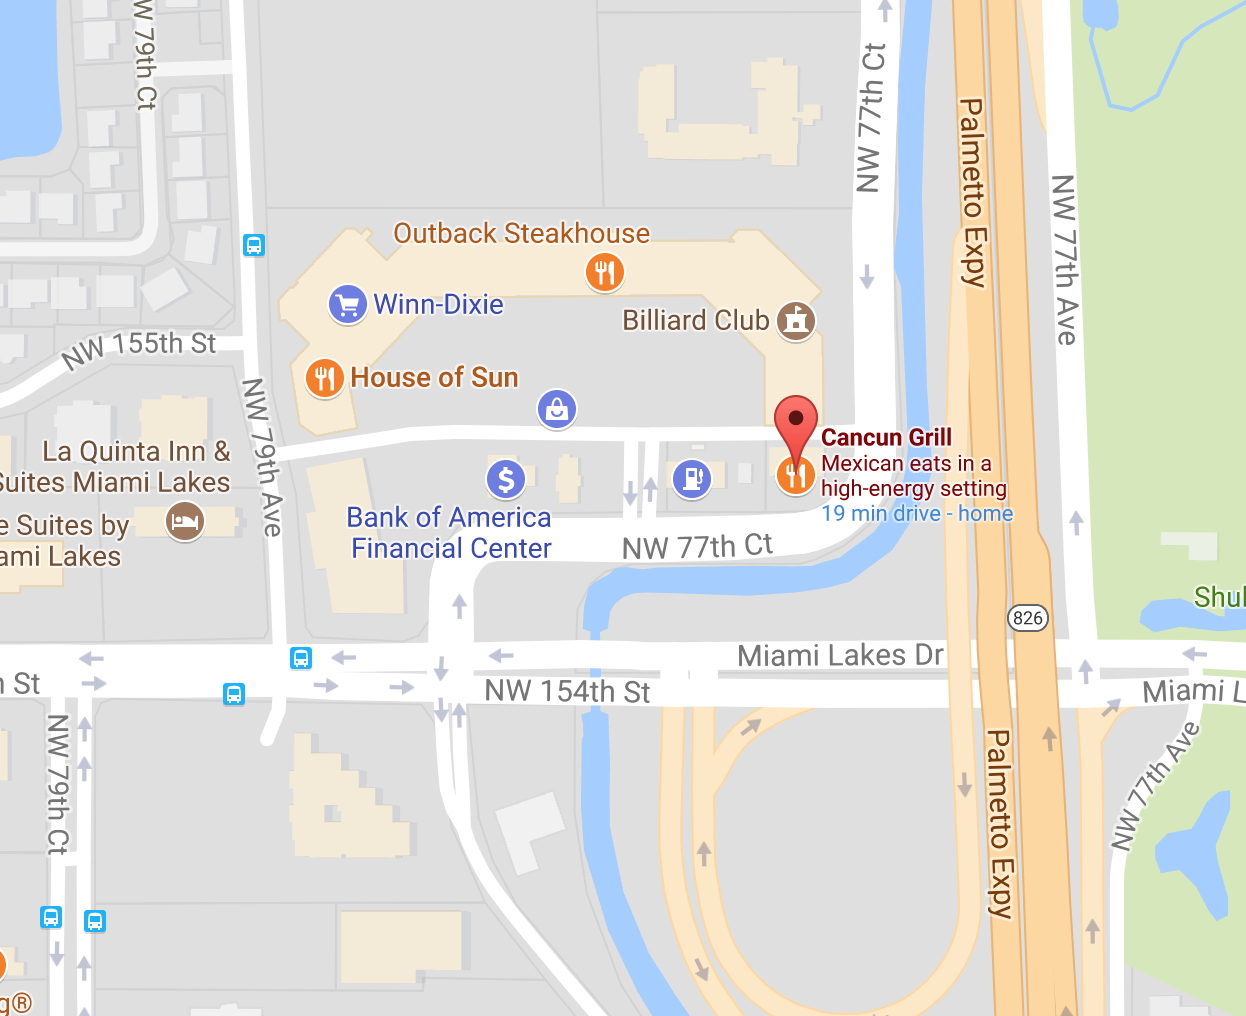 NW 79th Ct
NW 77th Ct
Palmetto Expy
NW 77th Ave
Outback Steakhouse
Winn-Dixie
Billiard Club
NW 155th St
House of Sun
NW 79th Ave
La Quinta Inn &
Suites Miami Lakes
e Suites by
ami Lakes
Cancun Grill
Mexican eats in a
high-energy setting
19 min drive - home
$
Bank of America
Financial Center
NW 77th Ct
826
Shul
Miami Lakes Dr
h St
NW 154th St
Miami L
NW 79th Ct
Palmetto Expy
NW 77th Ave
g®